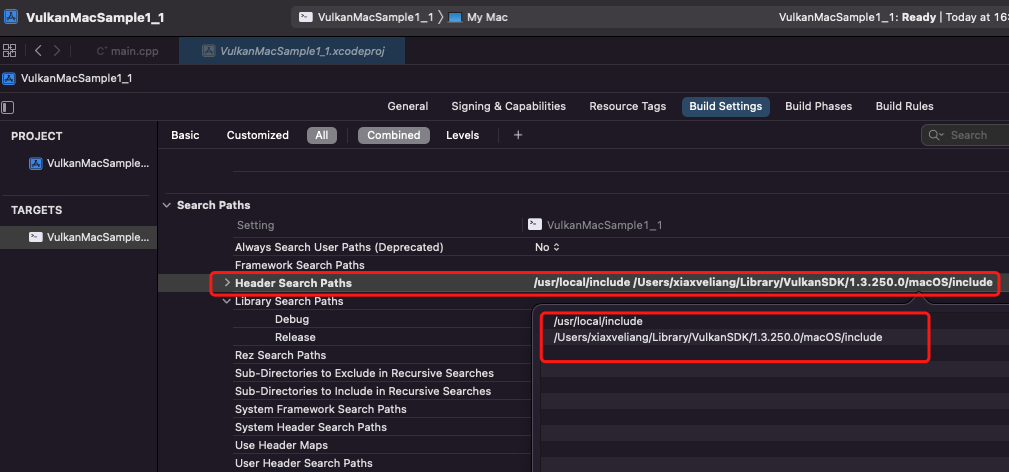 VulkanMacSample1_1
VulkanMacSample1_1 〉 My Mac
VulkanMacSample1_1: Ready | Today at 16
main.cpp
VulkanMacSample1_1.xcodeproj
VulkanMacSample1_1
General Signing & Capabilities Resource Tags Build Settings Build Phases Build Rules
PROJECT
Basic Customized All Combined Levels + Search
VulkanMacSample...
TARGETS
VulkanMacSample...
Search Paths
Setting VulkanMacSample1_1
Always Search User Paths (Deprecated) No
Framework Search Paths
Header Search Paths /usr/local/include /Users/xiaxveliang/Library/VulkanSDK/1.3.250.0/macOS/include
Library Search Paths
Debug
Release
/usr/local/include
/Users/xiaxveliang/Library/VulkanSDK/1.3.250.0/macOS/include
Rez Search Paths
Sub-Directories to Exclude in Recursive Searches
Sub-Directories to Include in Recursive Searches
System Framework Search Paths
System Header Search Paths
Use Header Maps
User Header Search Paths